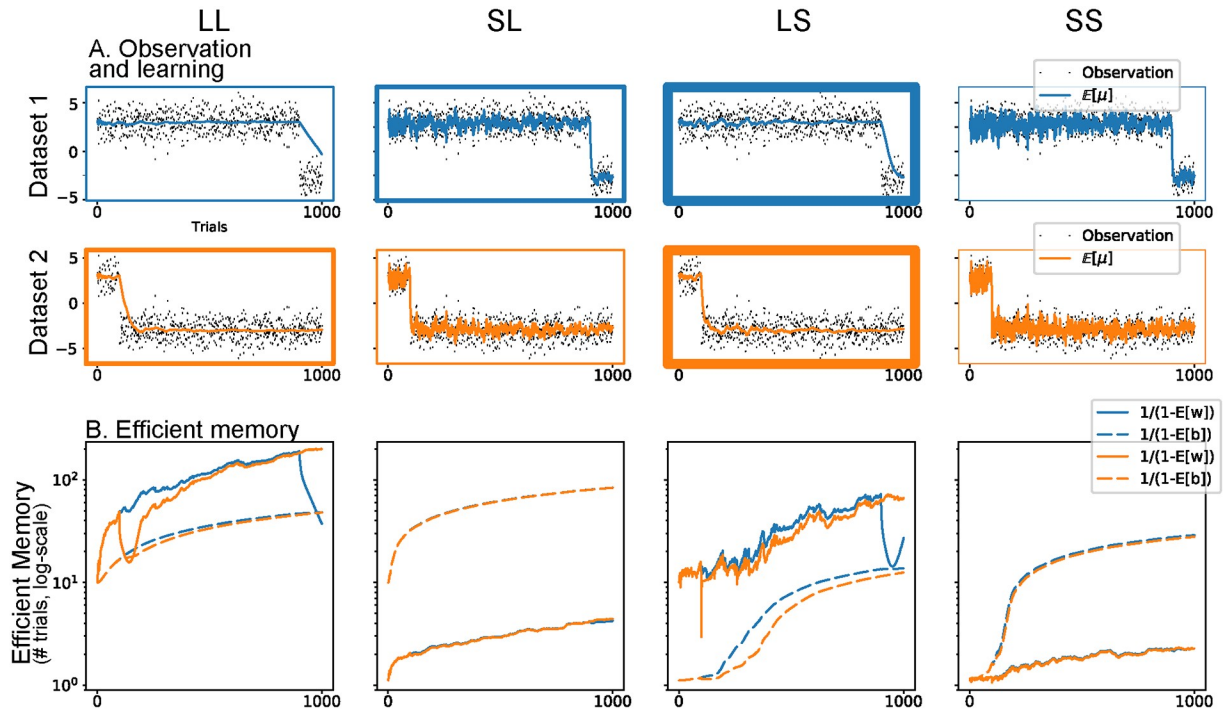 LL SL LS SS
A. Observation
and learning
Dataset 1
5
0
−5
0 1000
Trials
0 1000
0 1000
Observation
𝔼[μ]
0 1000
Dataset 2
5
0
−5
0 1000
0 1000
0 1000
Observation
𝔼[μ]
0 1000
B. Efficient memory
Efficient Memory
(# trials, log-scale)
10²
10¹
10⁰
0 1000
0 1000
0 1000
1/(1-E[w])
1/(1-E[b])
1/(1-E[w])
1/(1-E[b])
0 1000